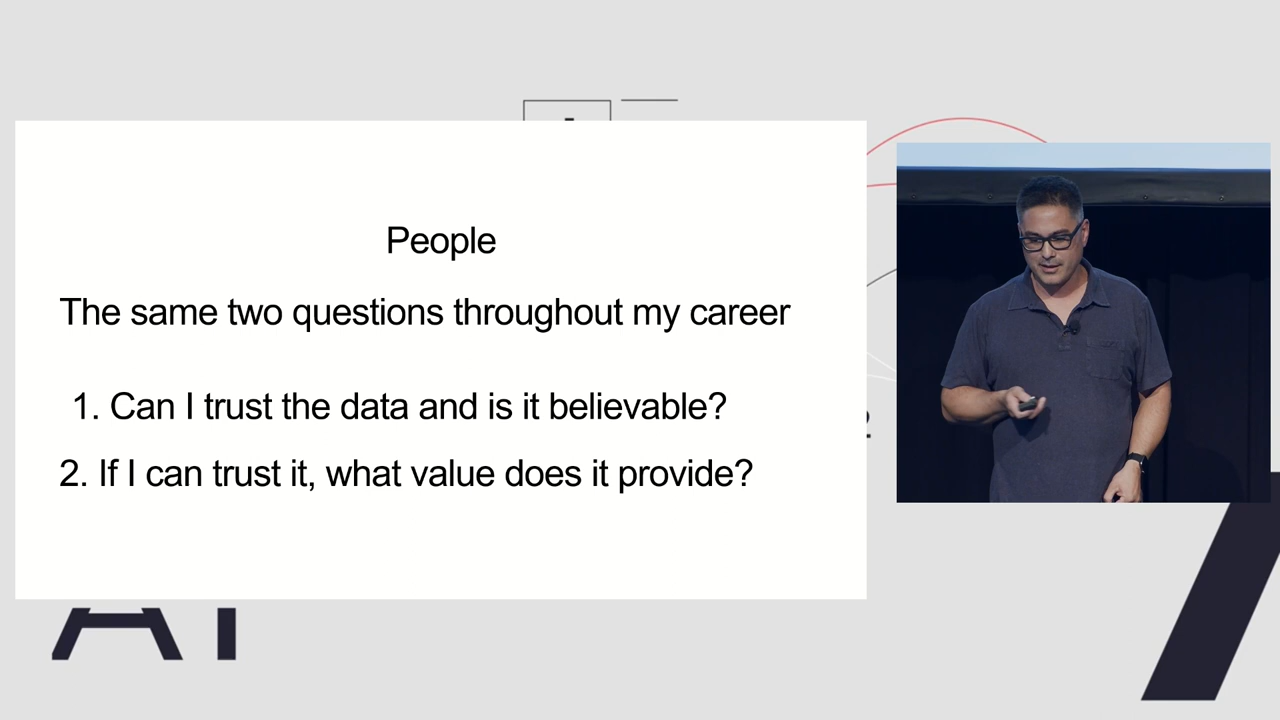 People
The same two questions throughout my career
1. Can I trust the data and is it believable?
2. If I can trust it, what value does it provide?
AI